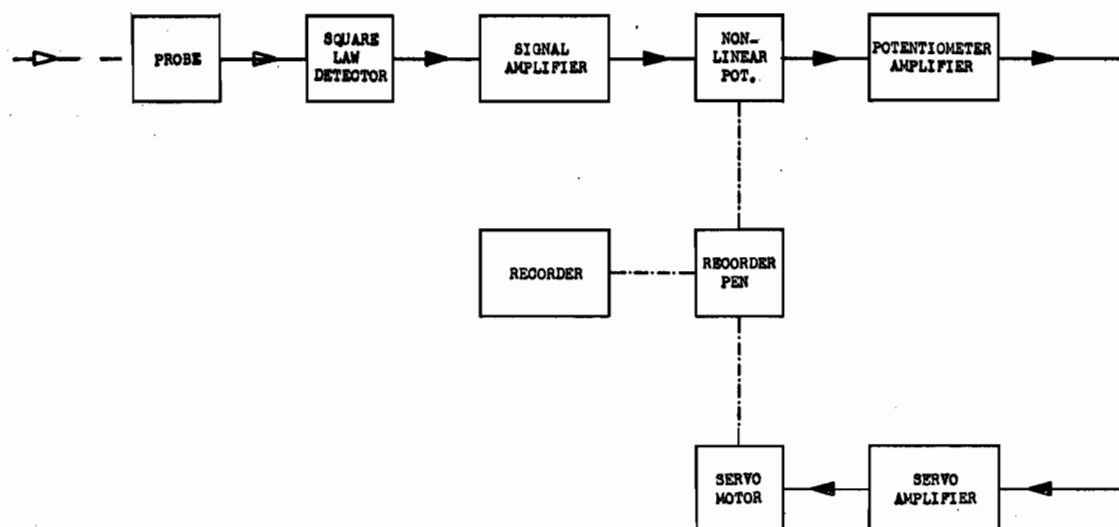 PROBE
SQUARE
LAW
DETECTOR
SIGNAL
AMPLIFIER
NON-
LINEAR
POT.
POTENTIOMETER
AMPLIFIER
RECORDER
RECORDER
PEN
SERVO
MOTOR
SERVO
AMPLIFIER